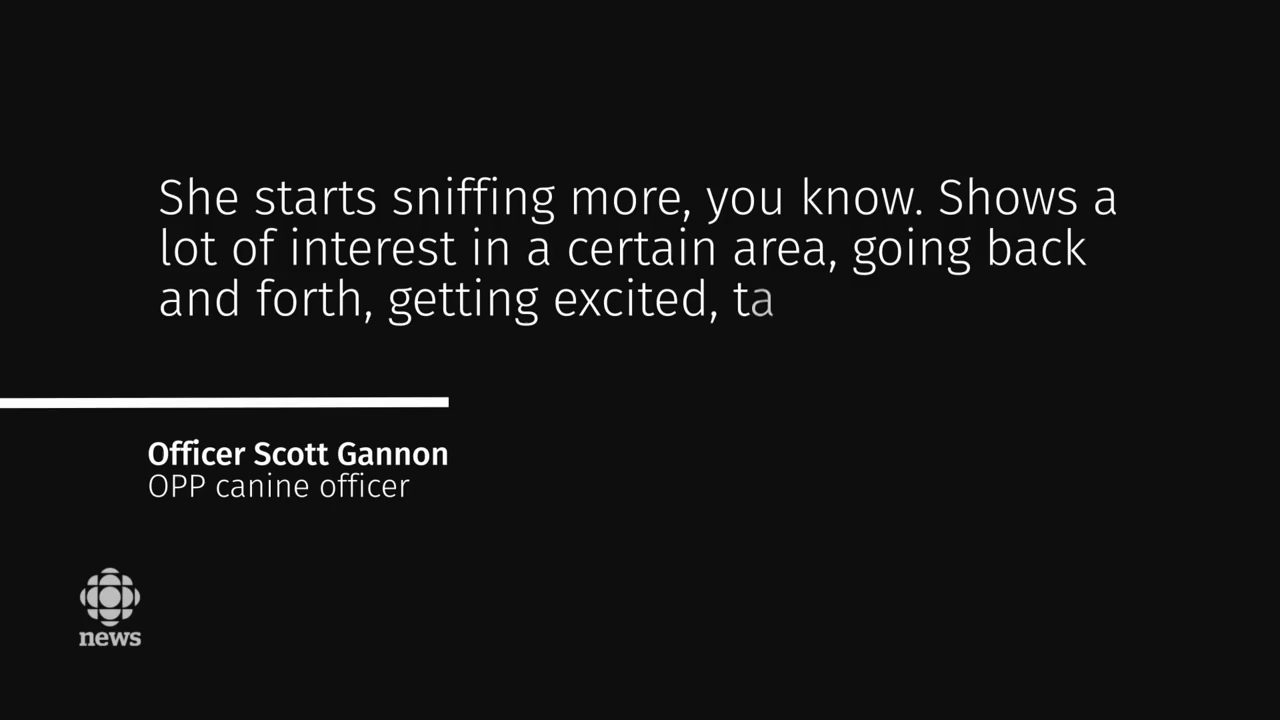 She starts sniffing more, you know. Shows a
lot of interest in a certain area, going back
and forth, getting excited, ta
Officer Scott Gannon
OPP canine officer
news